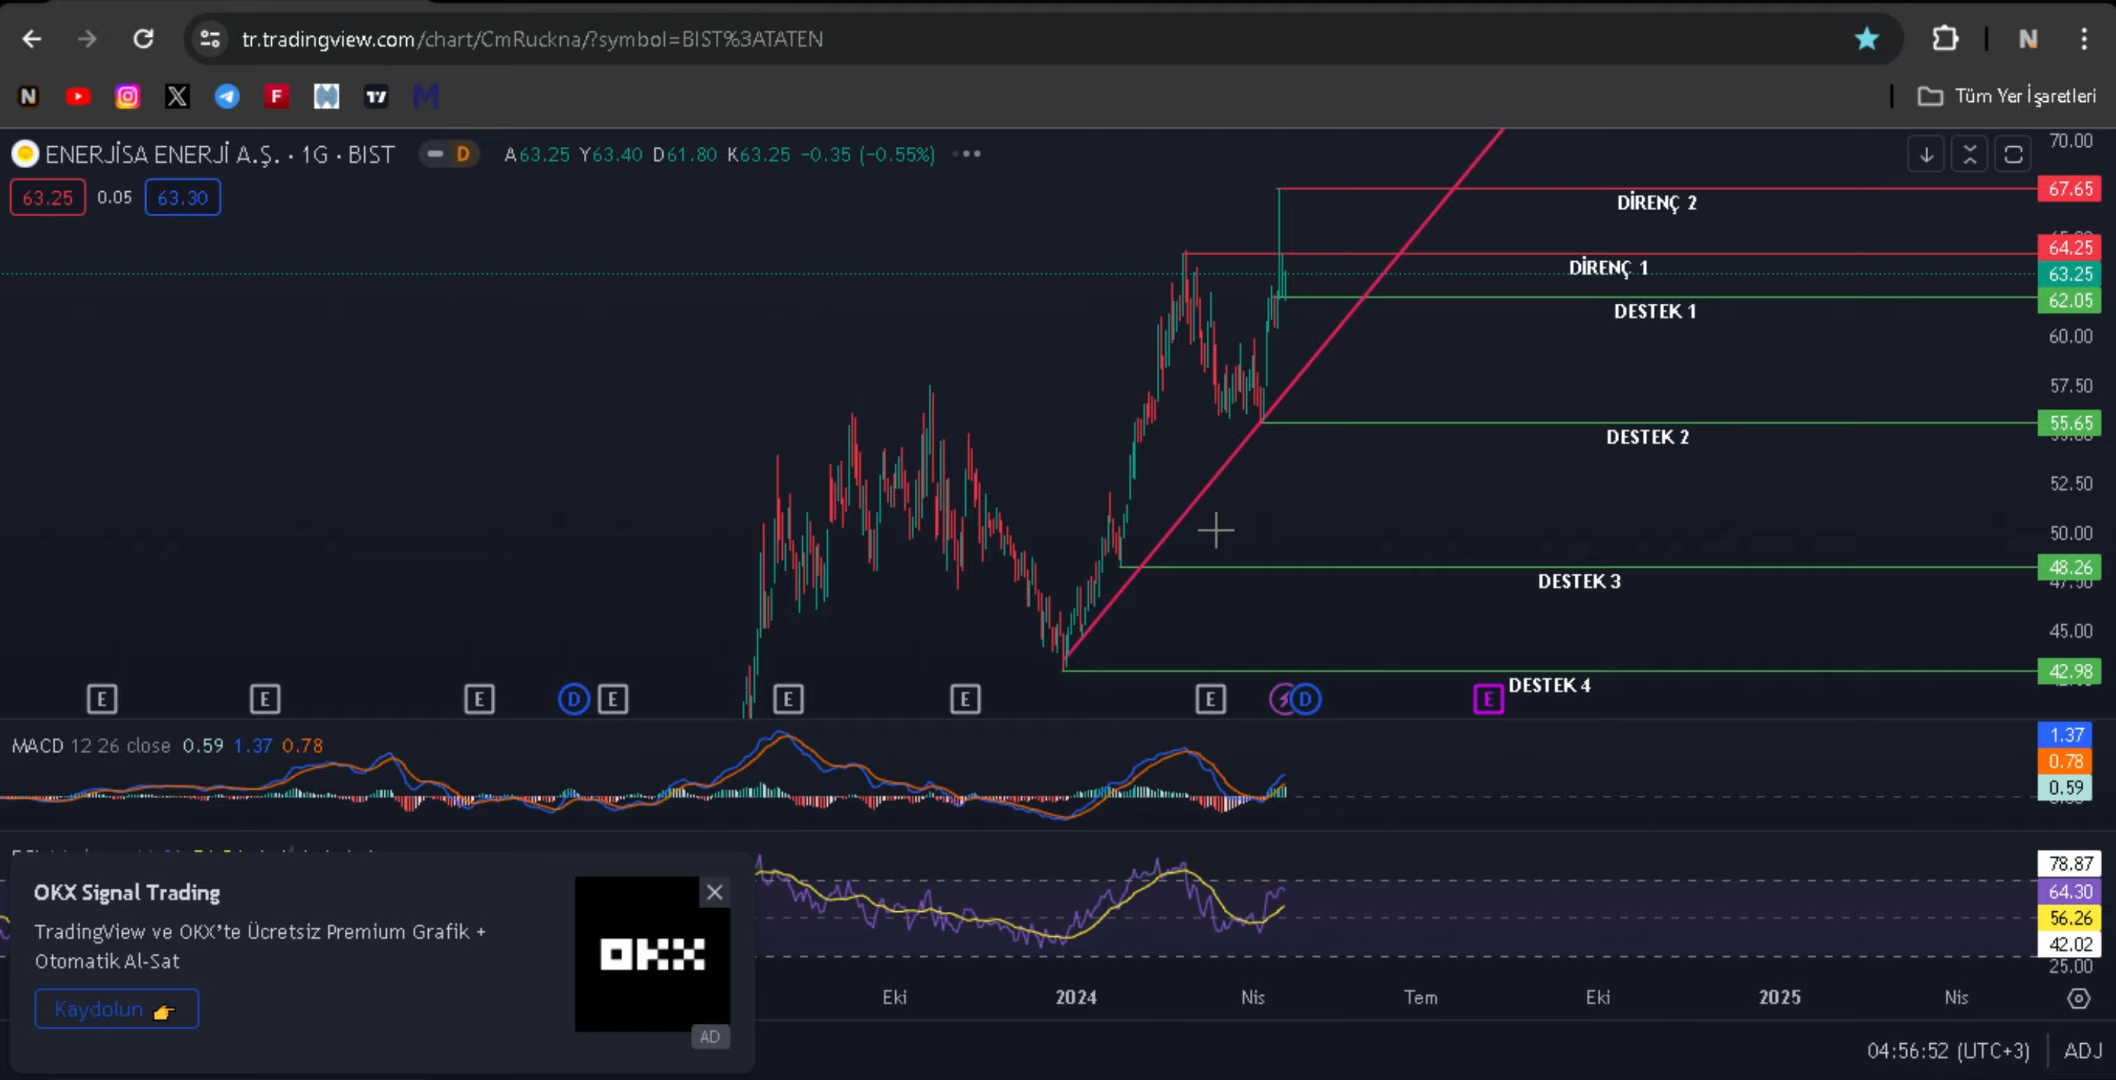 tr.tradingview.com/chart/CmRuckna/?symbol=BIST%3ATATEN
N
Tüm Yer İşaretleri
ENERJİSA ENERJİ A.Ş. · 1G · BIST
D
A63.25 Y63.40 D61.80 K63.25 −0.35 (−0.55%)
63.25 0.05 63.30
70.00
67.65
DİRENÇ 2
64.25
DİRENÇ 1
63.25
62.05
DESTEK 1
60.00
57.50
55.65
DESTEK 2
52.50
50.00
48.26
DESTEK 3
45.00
42.98
DESTEK 4
E E E D E E E E D E
MACD 12 26 close 0.59 1.37 0.78
1.37
0.78
0.59
78.87
64.30
56.26
42.02
25.00
OKX Signal Trading
TradingView ve OKX'te Ücretsiz Premium Grafik +
Otomatik Al-Sat
Kaydolun
OKX
AD
Eki 2024 Nis Tem Eki 2025 Nis
04:56:52 (UTC+3) ADJ